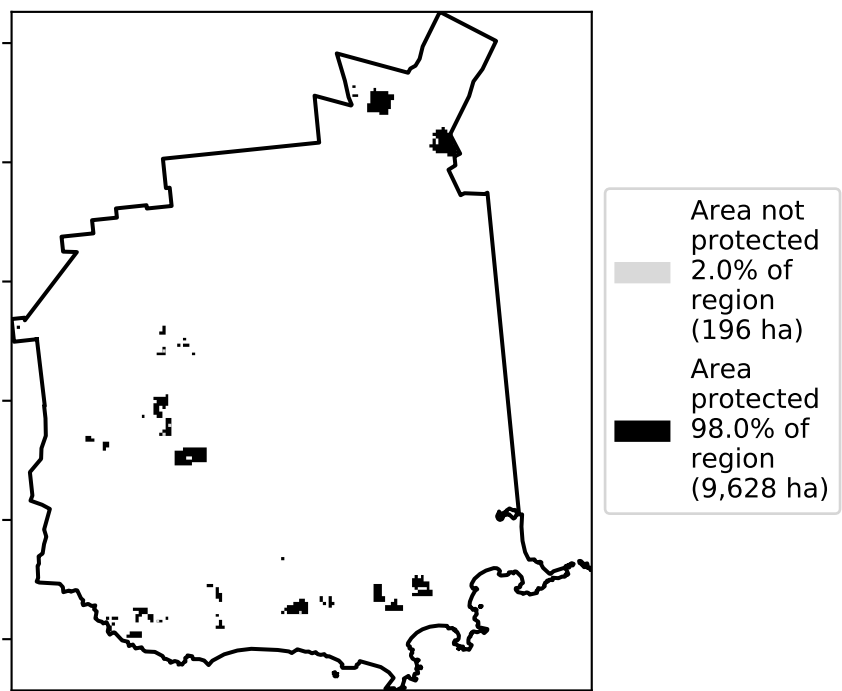 Area not
protected
2.0% of
region
(196 ha)
Area
protected
98.0% of
region
(9,628 ha)